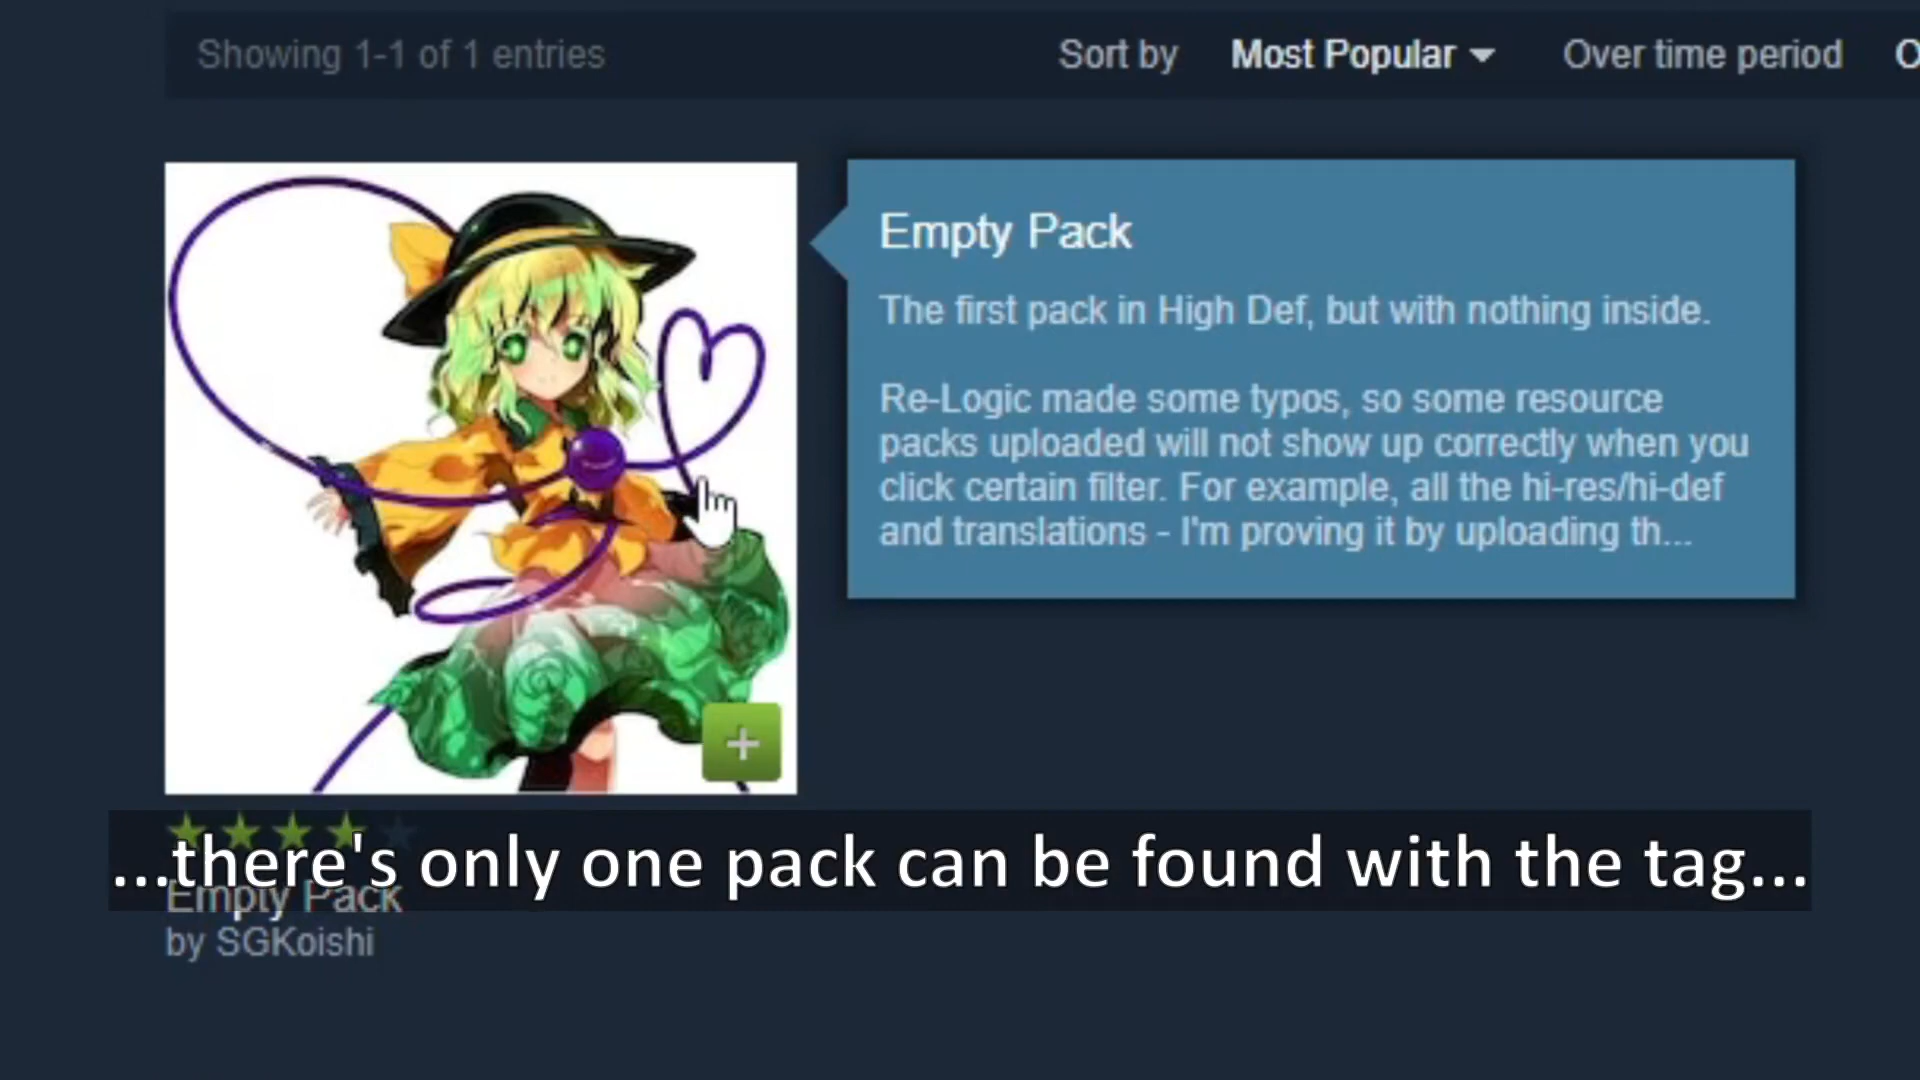 Showing 1-1 of 1 entries
Sort by Most Popular Over time period
Empty Pack
The first pack in High Def, but with nothing inside.
Re-Logic made some typos, so some resource
packs uploaded will not show up correctly when you
click certain filter. For example, all the hi-res/hi-def
and translations - I'm proving it by uploading th...
...there's only one pack can be found with the tag...
Empty Pack
by SGKoishi